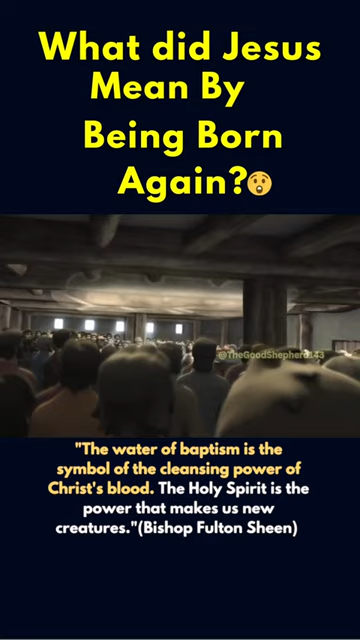 What did Jesus
Mean By
Being Born
Again?😲
@TheGoodShepherd143
"The water of baptism is the
symbol of the cleansing power of
Christ's blood. The Holy Spirit is the
power that makes us new
creatures."(Bishop Fulton Sheen)